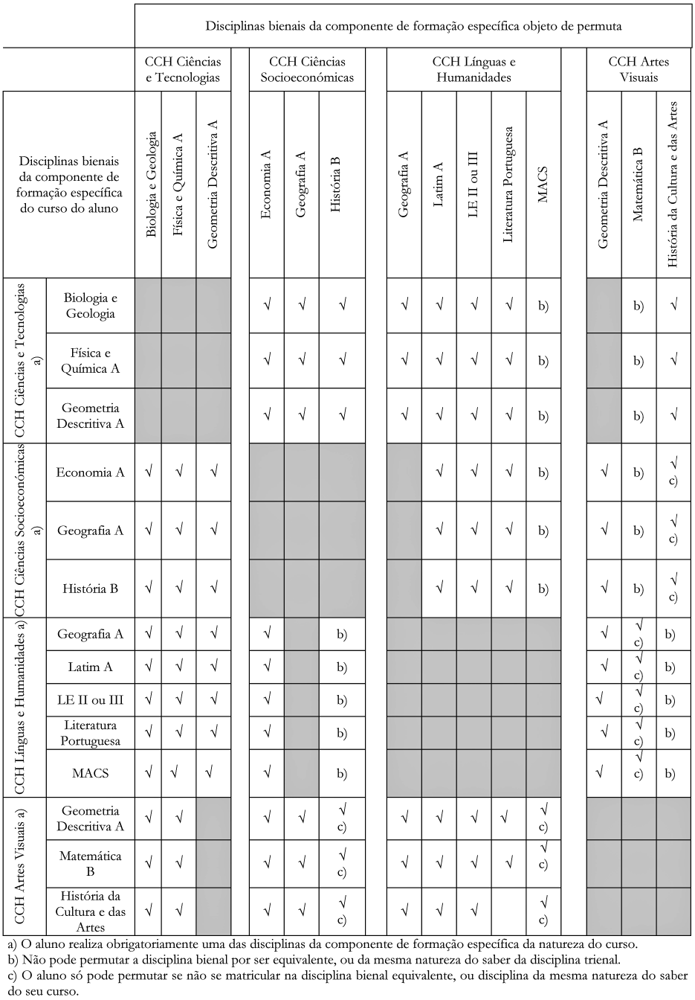 Disciplinas bienais da componente de formação específica objeto de permuta
CCH Ciências
e Tecnologias
CCH Ciências
Socioeconómicas
CCH Línguas e
Humanidades
CCH Artes
Visuais
Disciplinas bienais
da componente de
formação específica
do curso do aluno
Biologia e Geologia
Física e Química A
Geometria Descritiva A
Economia A
Geografia A
História B
Geografia A
Latim A
LE II ou III
Literatura Portuguesa
MACS
Geometria Descritiva A
Matemática B
História da Cultura e das Artes
CCH Ciências e Tecnologias
a)
Biologia e
Geologia
√ √ √ √ √ √ √ b) b) √
Física e
Química A
√ √ √ √ √ √ √ b) b) √
Geometria
Descritiva A
√ √ √ √ √ √ √ b) b) √
CCH Ciências Socioeconómicas
a)
Economia A √ √ √ √ √ √ b) √ b) √
c)
Geografia A √ √ √ √ √ √ b) √ b) √
c)
História B √ √ √ √ √ √ b) √ b) √
c)
CCH Línguas e Humanidades a)
Geografia A √ √ √ √ b) √ √ b)
c)
Latim A √ √ √ √ b) √ √ b)
c)
LE II ou III √ √ √ √ b) √ √ b)
c)
Literatura
Portuguesa
√ √ √ √ b) √ √ b)
c)
MACS √ √ √ √ b) √ √ b)
c)
CCH Artes Visuais a)
Geometria
Descritiva A
√ √ √ √ √ √ √ √ √ √
c) c)
Matemática
B
√ √ √ √ √ √ √ √ √ √
c) c)
História da
Cultura e das
Artes
√ √ √ √ √ √ √ √ √
c) c)
a) O aluno realiza obrigatoriamente uma das disciplinas da componente de formação específica da natureza do curso.
b) Não pode permutar a disciplina bienal por ser equivalente, ou da mesma natureza do saber da disciplina trienal.
c) O aluno só pode permutar se não se matricular na disciplina bienal equivalente, ou disciplina da mesma natureza do saber
do seu curso.